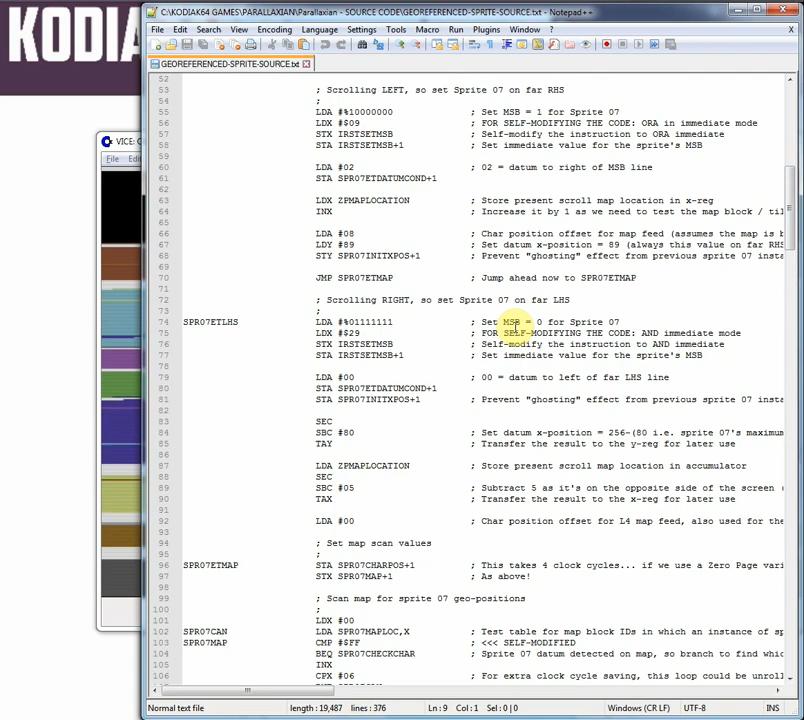 KODIA
C:\KODIAK64 GAMES\PARALLAXIAN\Parallaxian - SOURCE CODE\GEOREFERENCED-SPRITE-SOURCE.txt - Notepad++
File Edit Search View Encoding Language Settings Tools Macro Run Plugins Window ? X
GEOREFERENCED-SPRITE-SOURCE.txt
52
53 ; Scrolling LEFT, so set Sprite 07 on far RHS
54 ;
55 LDA #%10000000 ; Set MSB = 1 for Sprite 07
56 LDX #$09 ; FOR SELF-MODIFYING THE CODE: ORA in immediate mode
57 STX IRSTSETMSB ; Self-modify the instruction to ORA immediate
58 STA IRSTSETMSB+1 ; Set immediate value for the sprite's MSB
59
60 LDA #02 ; 02 = datum to right of MSB line
61 STA SPR07ETDATUMCOND+1
62
63 LDX ZPMAPLOCATION ; Store present scroll map location in x-reg
64 INX ; Increase it by 1 as we need to test the map block / til
65
66 LDA #08 ; Char position offset for map feed (assumes the map is b
67 LDY #89 ; Set datum x-position = 89 (always this value on far RHS
68 STY SPR07INITXPOS+1 ; Prevent "ghosting" effect from previous sprite 07 insta
69
70 JMP SPR07ETMAP ; Jump ahead now to SPR07ETMAP
71
72 ; Scrolling RIGHT, so set Sprite 07 on far LHS
73 ;
74 SPR07ETLHS LDA #%01111111 ; Set MSB = 0 for Sprite 07
75 LDX #$29 ; FOR SELF-MODIFYING THE CODE: AND immediate mode
76 STX IRSTSETMSB ; Self-modify the instruction to AND immediate
77 STA IRSTSETMSB+1 ; Set immediate value for the sprite's MSB
78
79 LDA #00 ; 00 = datum to left of far LHS line
80 STA SPR07ETDATUMCOND+1
81 STA SPR07INITXPOS+1 ; Prevent "ghosting" effect from previous sprite 07 insta
82
83 SEC
84 SBC #80 ; Set datum x-position = 256-(80 i.e. sprite 07's maximum
85 TAY ; Transfer the result to the y-reg for later use
86
87 LDA ZPMAPLOCATION ; Store present scroll map location in accumulator
88 SEC
89 SBC #05 ; Subtract 5 as it's on the opposite side of the screen (
90 TAX ; Transfer the result to the x-reg for later use
91
92 LDA #00 ; Char position offset for L4 map feed, also used for the
93
94 ; Set map scan values
95 ;
96 SPR07ETMAP STA SPR07CHARPOS+1 ; This takes 4 clock cycles... if we use a Zero Page vari
97 STX SPR07MAP+1 ; As above!
98
99 ; Scan map for sprite 07 geo-positions
100 ;
101 LDX #00
102 SPR07CAN LDA SPR07MAPLOC,X ; Test table for map block IDs in which an instance of sp
103 SPR07MAP CMP #$FF ; <<< SELF-MODIFIED
104 BEQ SPR07CHECKCHAR ; Sprite 07 datum detected on map, so branch to find whic
105 INX
106 CPX #06 ; For extra clock cycle saving, this loop could be unroll
VICE:
File Edit
Normal text file length : 19,487 lines : 376 Ln : 9 Col : 1 Sel : 0 | 0 Windows (CR LF) UTF-8 INS